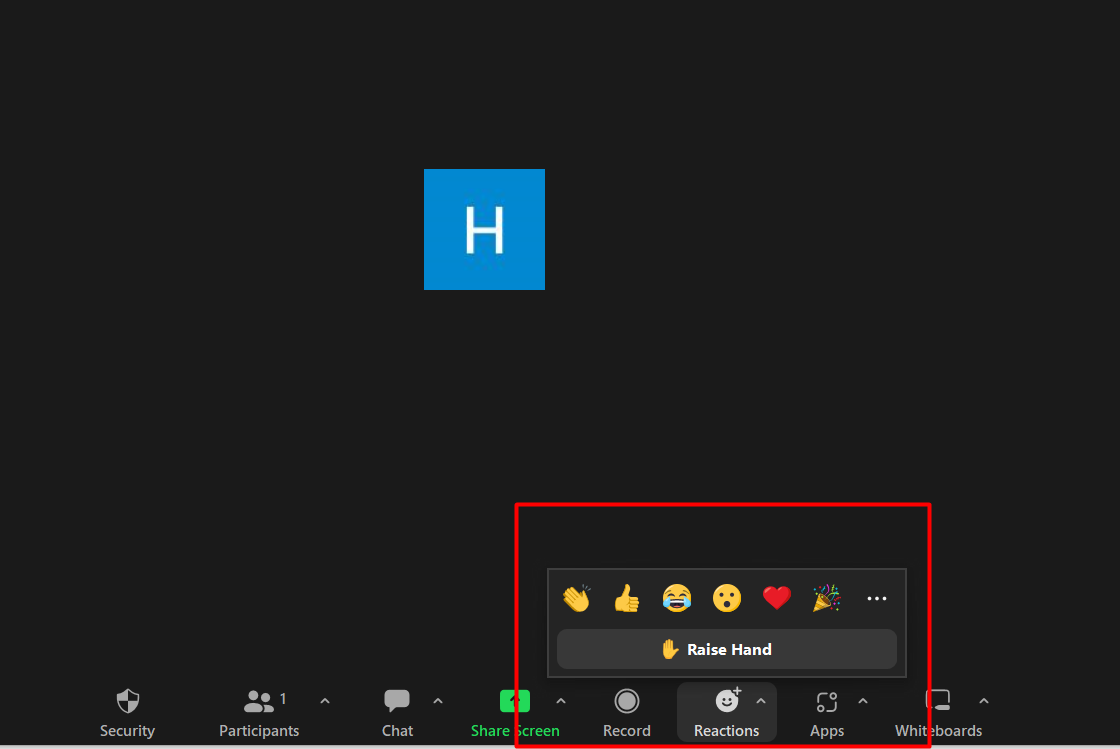 H
✋ Raise Hand
1
Security Participants Chat Share Screen Record Reactions Apps Whiteboards